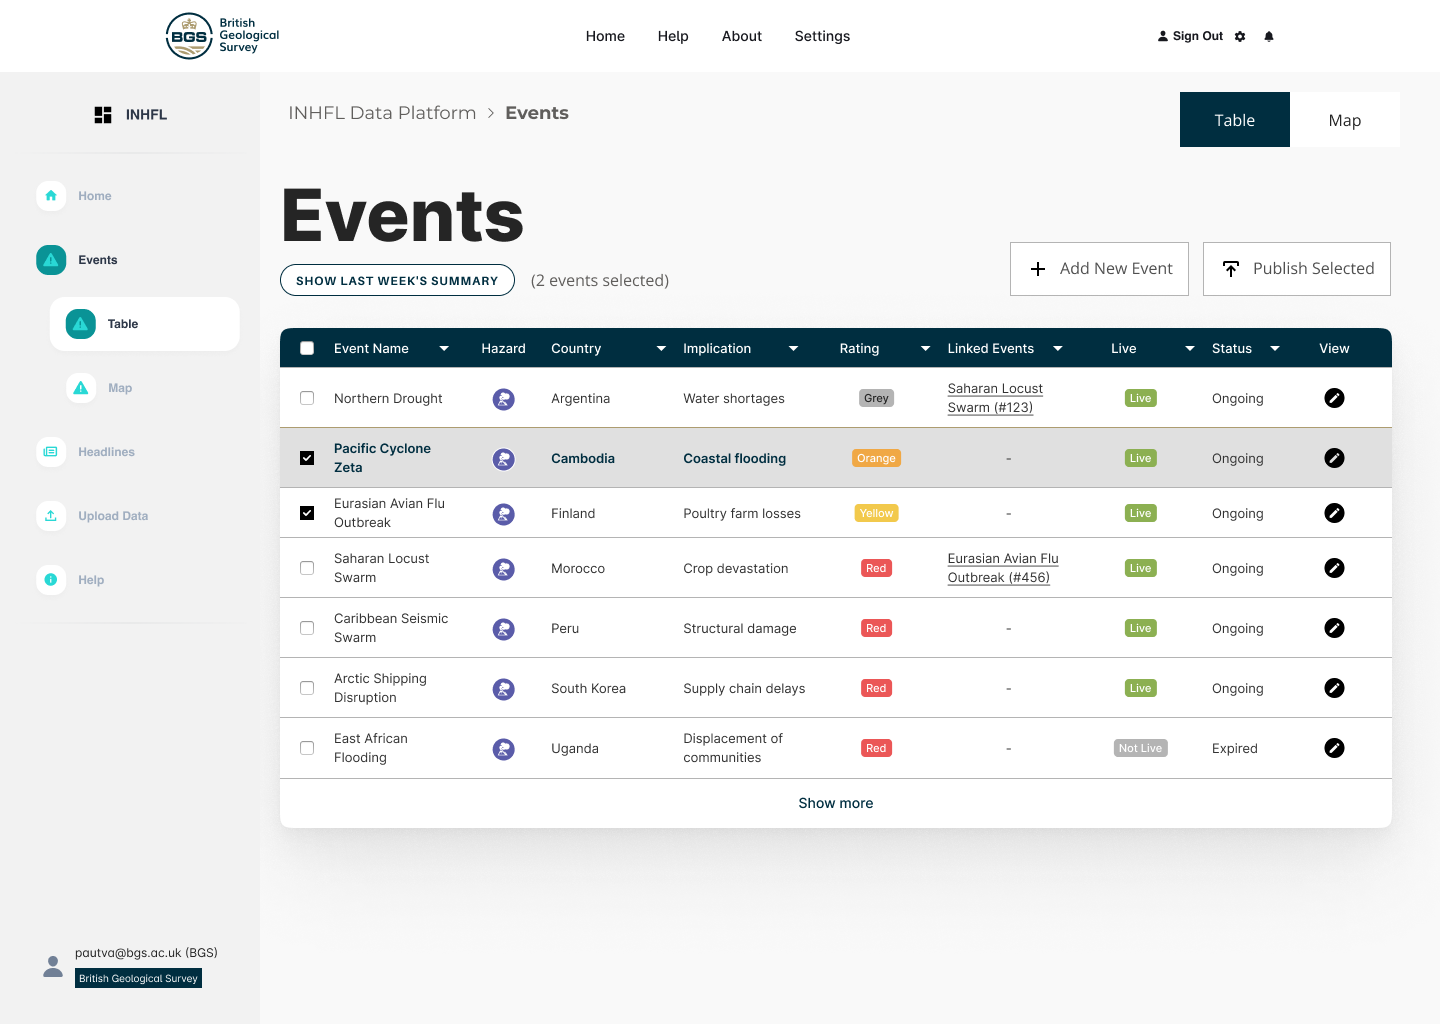 BGS
British
Geological
Survey
Home
Help
About
Settings
Sign Out
INHFL
Home
Events
Table
Map
Headlines
Upload Data
Help
pautva@bgs.ac.uk (BGS)
British Geological Survey
INHFL Data Platform > Events
Table
Map
Events
SHOW LAST WEEK'S SUMMARY
(2 events selected)
Add New Event
Publish Selected
Event Name Hazard Country Implication Rating Linked Events Live Status View
Northern Drought Argentina Water shortages Grey Saharan Locust Live Ongoing
Swarm (#123)
Pacific Cyclone Cambodia Coastal flooding Orange - Live Ongoing
Zeta
Eurasian Avian Flu Finland Poultry farm losses Yellow - Live Ongoing
Outbreak
Saharan Locust Morocco Crop devastation Red Eurasian Avian Flu Live Ongoing
Swarm Outbreak (#456)
Caribbean Seismic Peru Structural damage Red - Live Ongoing
Swarm
Arctic Shipping South Korea Supply chain delays Red - Live Ongoing
Disruption
East African Uganda Displacement of Red - Not Live Expired
Flooding communities
Show more